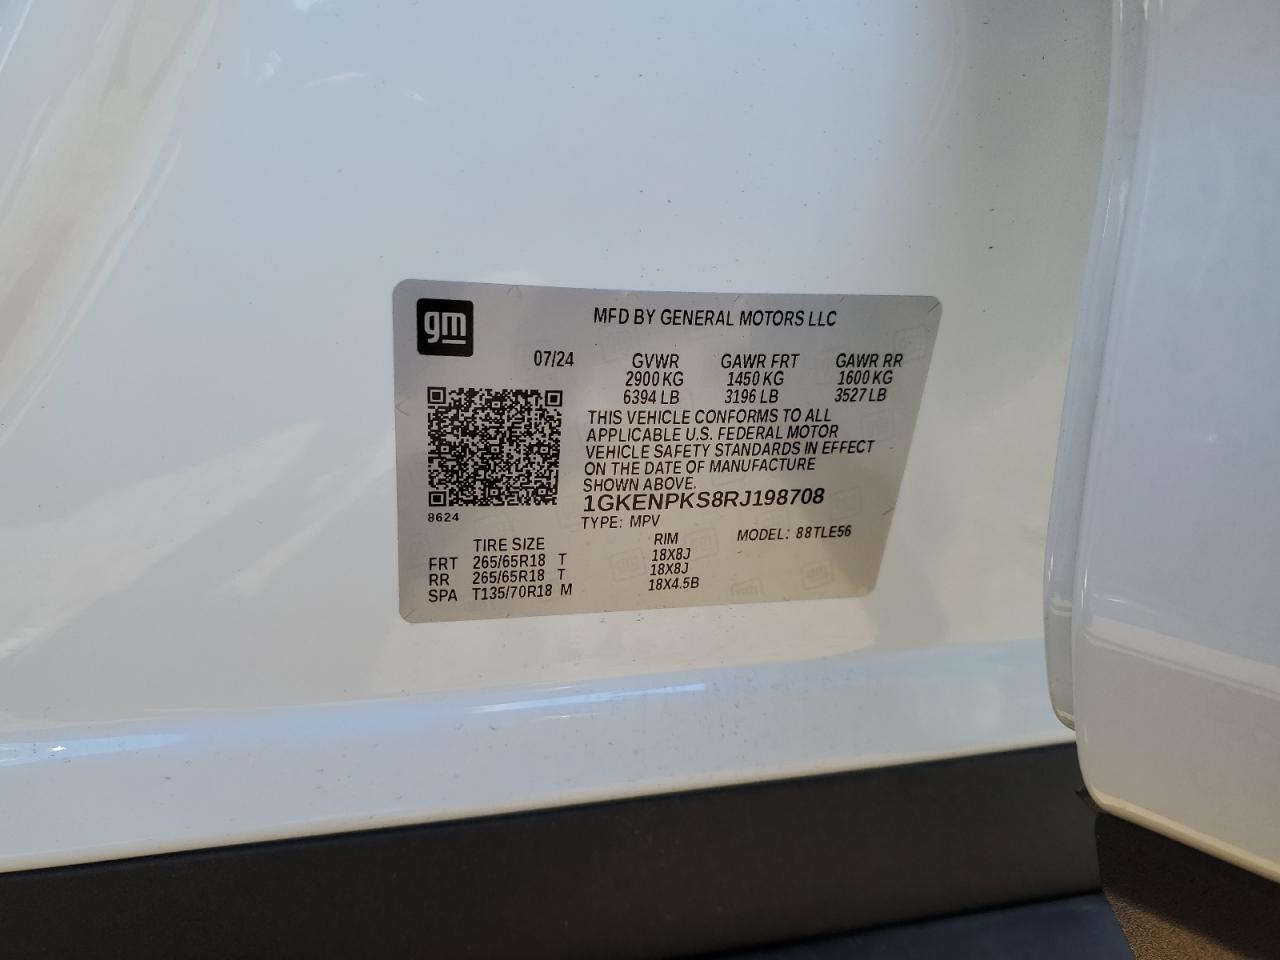 gm
MFD BY GENERAL MOTORS LLC
07/24 GVWR GAWR FRT GAWR RR
2900 KG 1450 KG 1600 KG
6394 LB 3196 LB 3527 LB
THIS VEHICLE CONFORMS TO ALL
APPLICABLE U.S. FEDERAL MOTOR
VEHICLE SAFETY STANDARDS IN EFFECT
ON THE DATE OF MANUFACTURE
SHOWN ABOVE.
1GKENPKS8RJ198708
8624
TYPE: MPV
TIRE SIZE RIM MODEL: 88TLE56
FRT 265/65R18 T 18X8J
RR 265/65R18 T 18X8J
SPA T135/70R18 M 18X4.5B